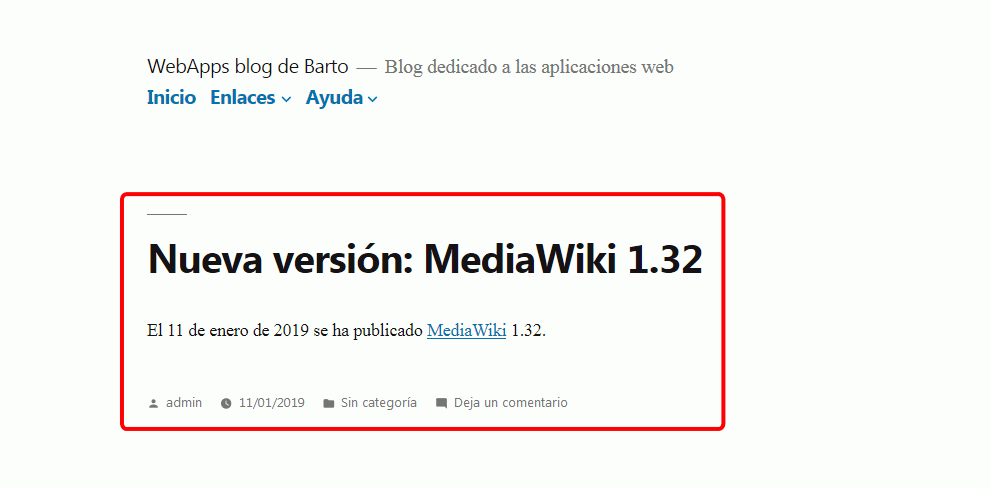 WebApps blog de Barto — Blog dedicado a las aplicaciones web
Inicio Enlaces Ayuda
Nueva versión: MediaWiki 1.32
El 11 de enero de 2019 se ha publicado MediaWiki 1.32.
admin 11/01/2019 Sin categoría Deja un comentario